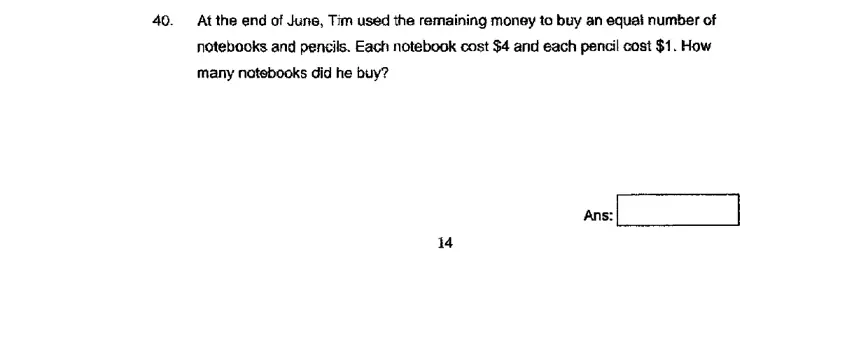 40. At the end of June, Tim used the remaining money to buy an equal number of
notebooks and pencils. Each notebook cost $4 and each pencil cost $1. How
many notebooks did he buy?
Ans:
14